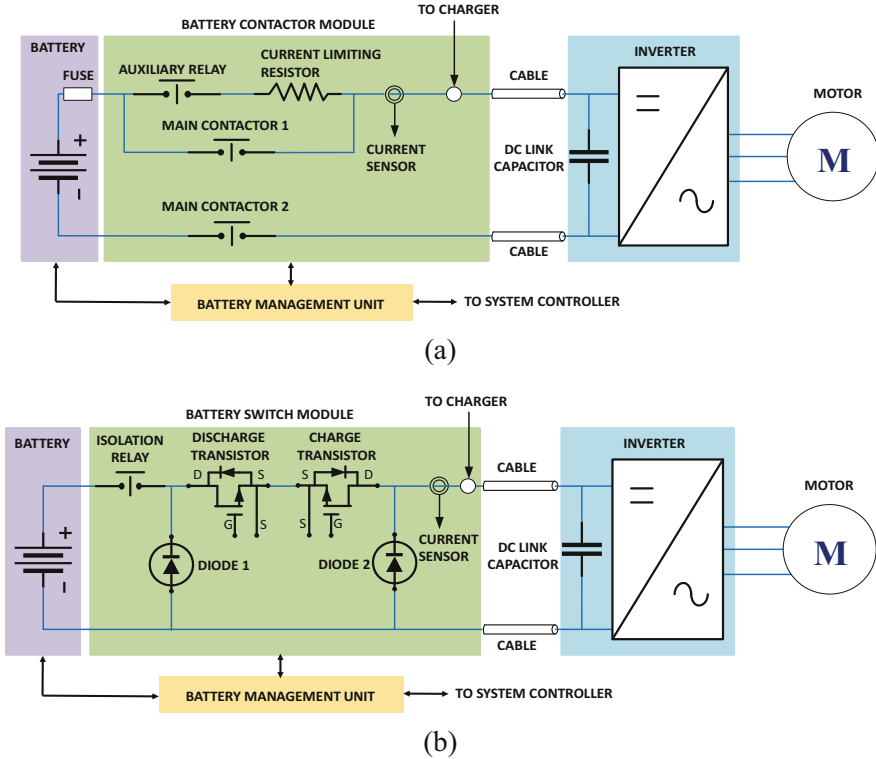 BATTERY CONTACTOR MODULE
TO CHARGER
BATTERY
INVERTER
FUSE
AUXILIARY RELAY
CURRENT LIMITING
RESISTOR
CABLE
MOTOR
MAIN CONTACTOR 1
CURRENT
SENSOR
DC LINK
CAPACITOR
M
MAIN CONTACTOR 2
CABLE
BATTERY MANAGEMENT UNIT
TO SYSTEM CONTROLLER
(a)
BATTERY SWITCH MODULE
TO CHARGER
BATTERY
ISOLATION
RELAY
DISCHARGE
TRANSISTOR
CHARGE
TRANSISTOR
INVERTER
CABLE
D
S
S
D
MOTOR
G
S
S
G
CURRENT
SENSOR
DIODE 1
DIODE 2
DC LINK
CAPACITOR
M
CABLE
BATTERY MANAGEMENT UNIT
TO SYSTEM CONTROLLER
(b)